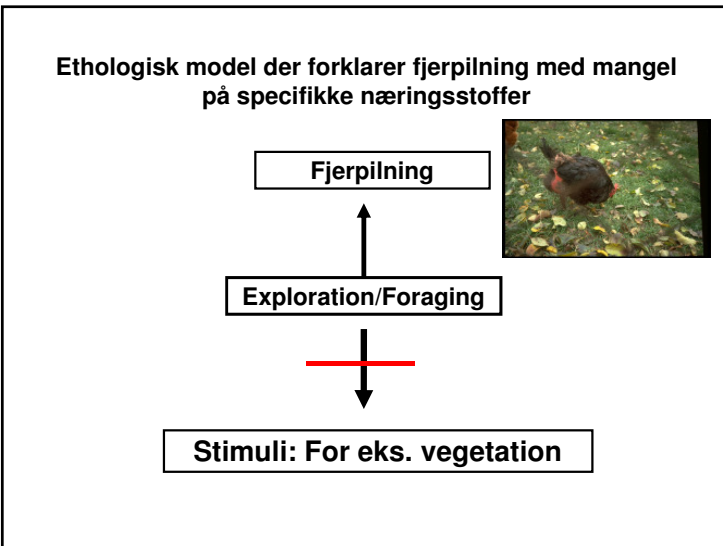 Ethologisk model der forklarer fjerpilning med mangel
på specifikke næringsstoffer
Fjerpilning
Exploration/Foraging
Stimuli: For eks. vegetation